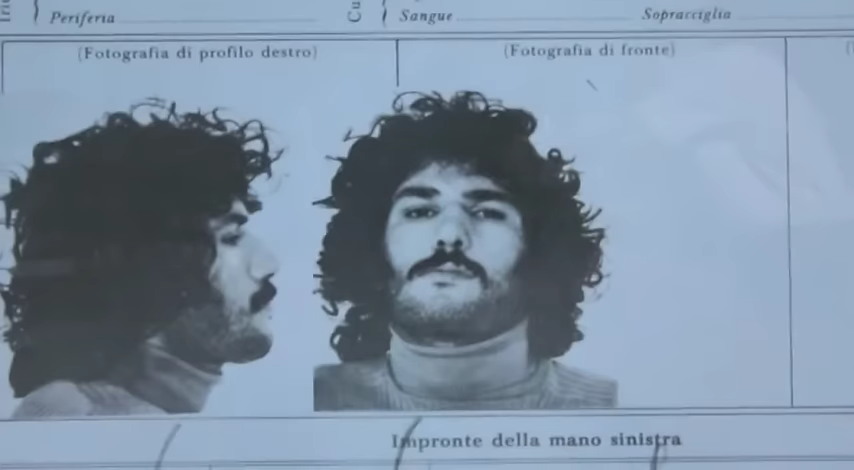 Periferia
Sangue
Sopracciglia
(Fotografia di profilo destro)
(Fotografia di fronte)
Impronte della mano sinistra